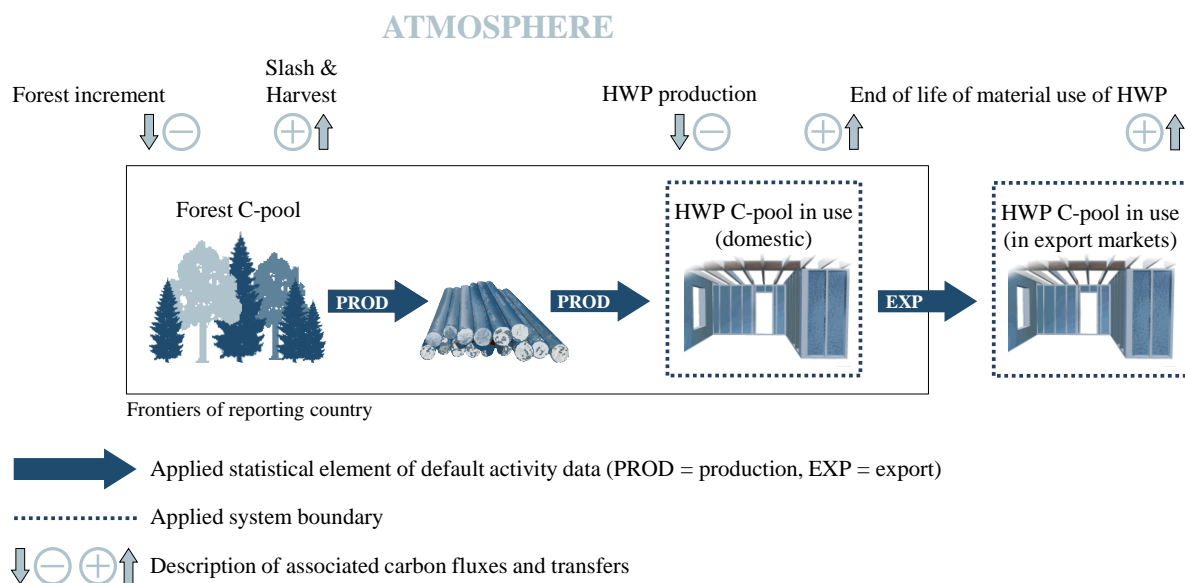 ATMOSPHERE
Slash &
Harvest
Forest increment
HWP production
End of life of material use of HWP
Forest C-pool
HWP C-pool in use
(domestic)
HWP C-pool in use
(in export markets)
PROD
PROD
EXP
Frontiers of reporting country
Applied statistical element of default activity data (PROD = production, EXP = export)
Applied system boundary
Description of associated carbon fluxes and transfers